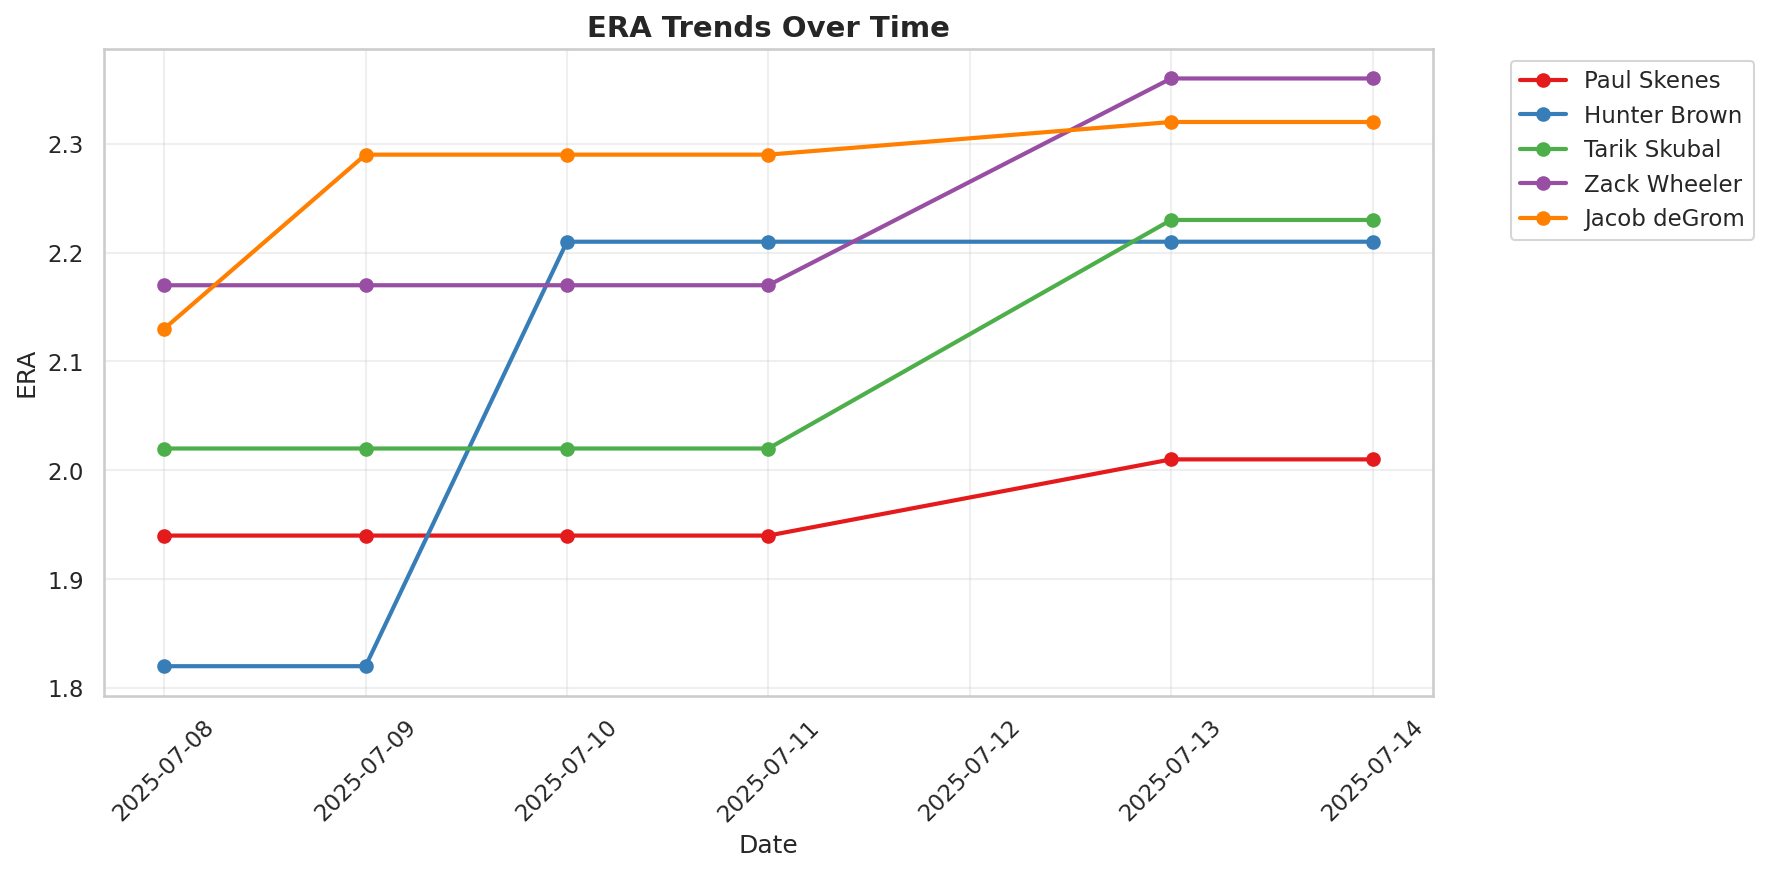 ERA Trends Over Time
Paul Skenes
Hunter Brown
Tarik Skubal
Zack Wheeler
Jacob deGrom
ERA
2.3
2.2
2.1
2.0
1.9
1.8
2025-07-08
2025-07-09
2025-07-10
2025-07-11
2025-07-12
2025-07-13
2025-07-14
Date